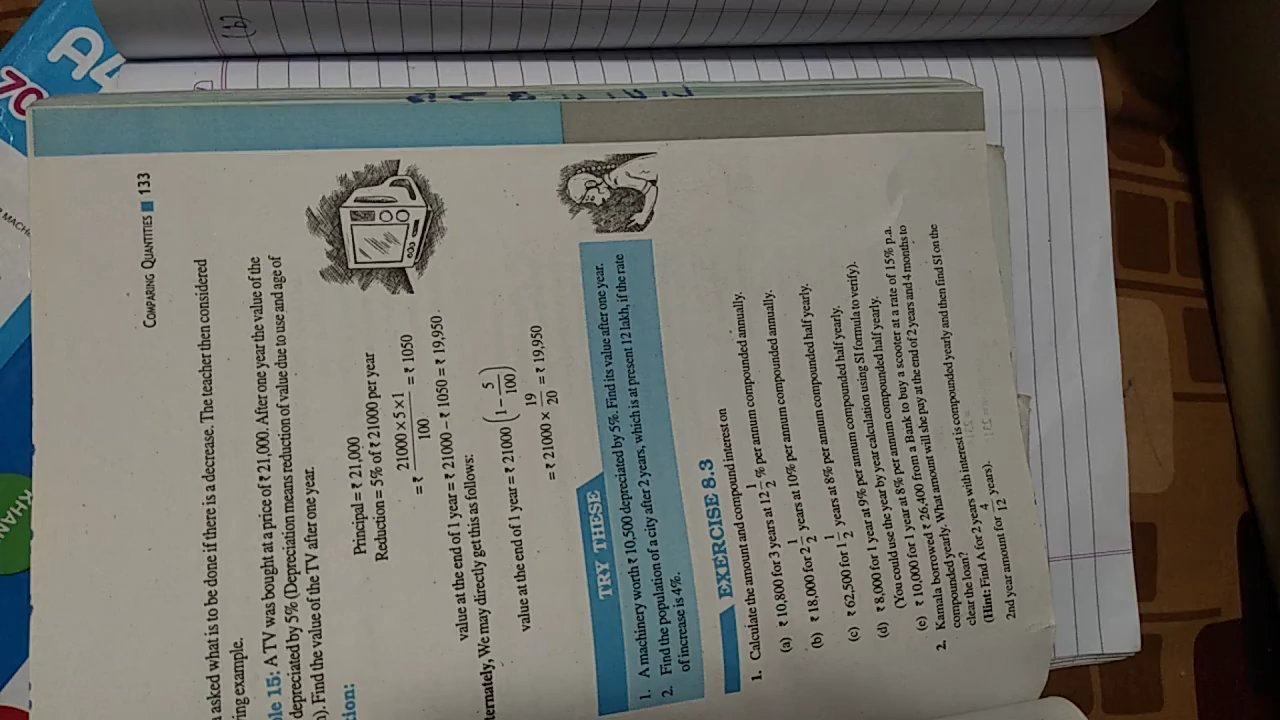 COMPARING QUANTITIES 133
asked what is to be done if there is a decrease. The teacher then considered
ing example.
le 15: A TV was bought at a price of ₹ 21,000. After one year the value of the
depreciated by 5% (Depreciation means reduction of value due to use and age of
). Find the value of the TV after one year.
tion:
Principal = ₹ 21,000
Reduction = 5% of ₹ 21000 per year
= ₹ 21000 × 5 × 1 / 100 = ₹ 1050
value at the end of 1 year = ₹ 21000 – ₹ 1050 = ₹ 19,950
ternately, We may directly get this as follows:
value at the end of 1 year = ₹ 21000 (1 – 5/100)
= ₹ 21000 × 19/20 = ₹ 19,950
TRY THESE
1. A machinery worth ₹ 10,500 depreciated by 5%. Find its value after one year.
2. Find the population of a city after 2 years, which is at present 12 lakh, if the rate
of increase is 4%.
EXERCISE 8.3
1. Calculate the amount and compound interest on
(a) ₹ 10,800 for 3 years at 12 1/2 % per annum compounded annually.
(b) ₹ 18,000 for 2 1/2 years at 10% per annum compounded annually.
(c) ₹ 62,500 for 1 1/2 years at 8% per annum compounded half yearly.
(d) ₹ 8,000 for 1 year at 9% per annum compounded half yearly.
(You could use the year by year calculation using SI formula to verify).
(e) ₹ 10,000 for 1 year at 8% per annum compounded half yearly.
2. Kamala borrowed ₹ 26,400 from a Bank to buy a scooter at a rate of 15% p.a.
compounded yearly. What amount will she pay at the end of 2 years and 4 months to
clear the loan?
(Hint: Find A for 2 years with interest is compounded yearly and then find SI on the
2nd year amount for 4/12 years).
(b)
AL
70
MACH
KHAN